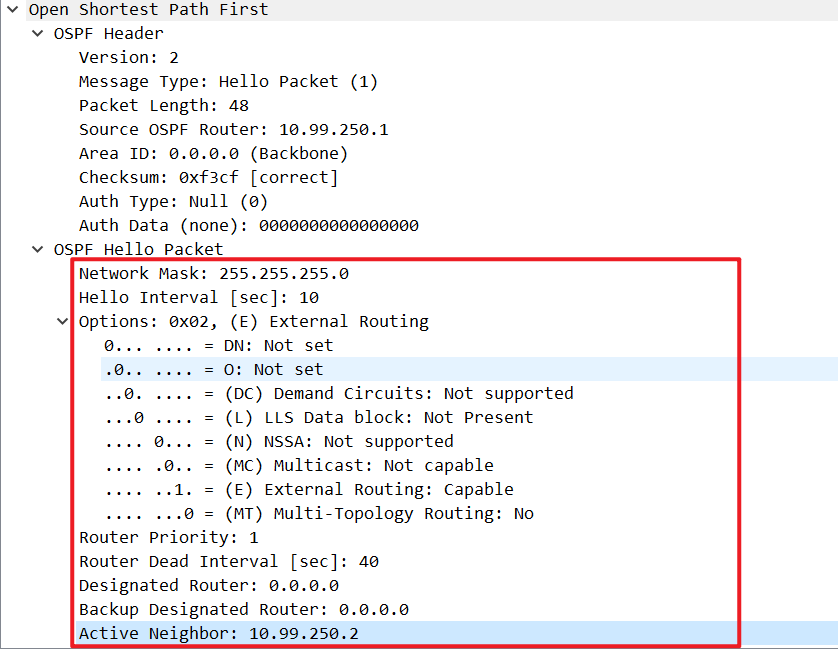 Open Shortest Path First
OSPF Header
Version: 2
Message Type: Hello Packet (1)
Packet Length: 48
Source OSPF Router: 10.99.250.1
Area ID: 0.0.0.0 (Backbone)
Checksum: 0xf3cf [correct]
Auth Type: Null (0)
Auth Data (none): 0000000000000000
OSPF Hello Packet
Network Mask: 255.255.255.0
Hello Interval [sec]: 10
Options: 0x02, (E) External Routing
0... .... = DN: Not set
.0.. .... = O: Not set
..0. .... = (DC) Demand Circuits: Not supported
...0 .... = (L) LLS Data block: Not Present
.... 0... = (N) NSSA: Not supported
.... .0.. = (MC) Multicast: Not capable
.... ..1. = (E) External Routing: Capable
.... ...0 = (MT) Multi-Topology Routing: No
Router Priority: 1
Router Dead Interval [sec]: 40
Designated Router: 0.0.0.0
Backup Designated Router: 0.0.0.0
Active Neighbor: 10.99.250.2